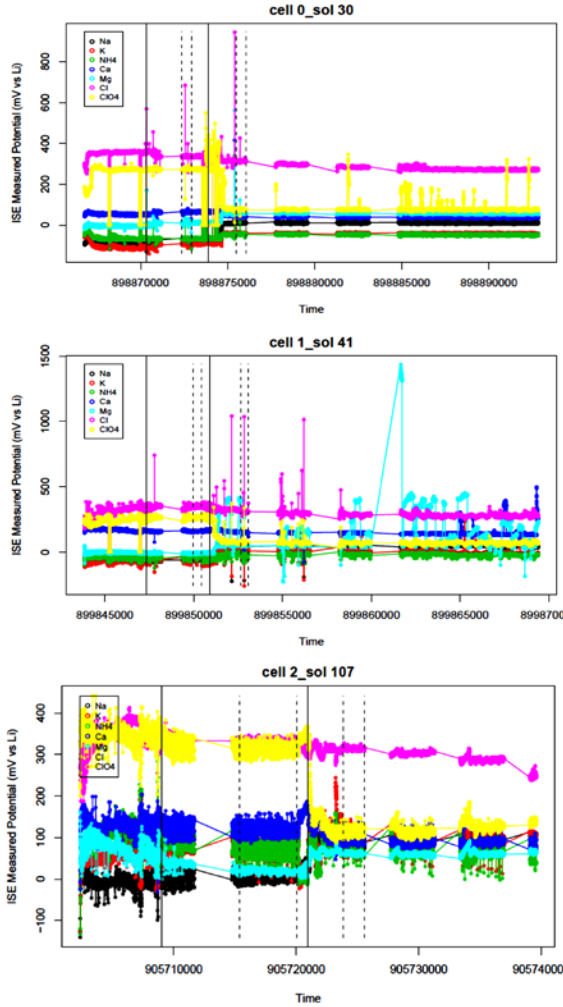 cell 0_sol 30
ISE Measured Potential (mV vs Li)
800
600
400
200
0
Na
K
NH4
Ca
Mg
Cl
ClO4
898870000 898875000 898880000 898885000 898890000
Time
cell 1_sol 41
ISE Measured Potential (mV vs Li)
1500
1000
500
0
Na
K
NH4
Ca
Mg
Cl
ClO4
899845000 899850000 899855000 899860000 899865000 8998700
Time
cell 2_sol 107
ISE Measured Potential (mV vs Li)
400
300
200
100
0
−100
Na
K
NH4
Ca
Mg
Cl
ClO4
905710000 905720000 905730000 905740000
Time